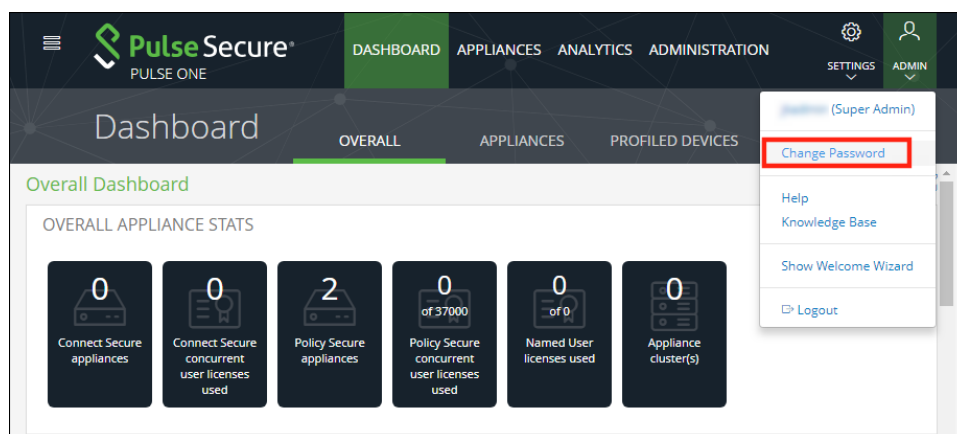 Pulse Secure®
PULSE ONE
DASHBOARD APPLIANCES ANALYTICS ADMINISTRATION
SETTINGS
ADMIN
Dashboard
OVERALL APPLIANCES PROFILED DEVICES
(Super Admin)
Change Password
Help
Knowledge Base
Show Welcome Wizard
Logout
Overall Dashboard
OVERALL APPLIANCE STATS
0
Connect Secure
appliances
0
Connect Secure
concurrent
user licenses
used
2
Policy Secure
appliances
0
of 37000
Policy Secure
concurrent
user licenses
used
0
of 0
Named User
licenses used
0
Appliance
cluster(s)